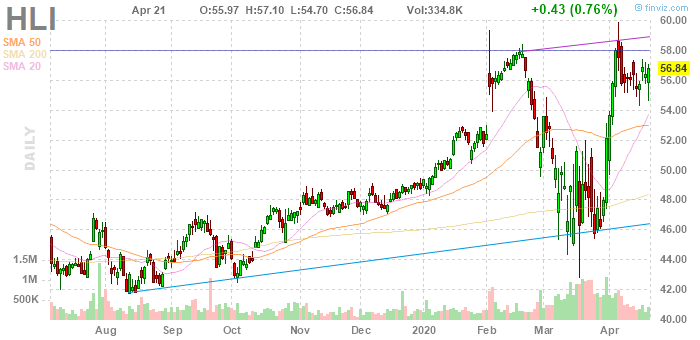 HLI Apr 21 O:55.97 H:57.10 L:54.70 C:56.84 Vol:334.8K +0.43 (0.76%)
© finviz.com
SMA 50
SMA 200
SMA 20
DAILY
60.00
58.00
56.84
56.00
54.00
52.00
50.00
48.00
46.00
44.00
42.00
40.00
1.5M
1M
500K
Aug Sep Oct Nov Dec 2020 Feb Mar Apr